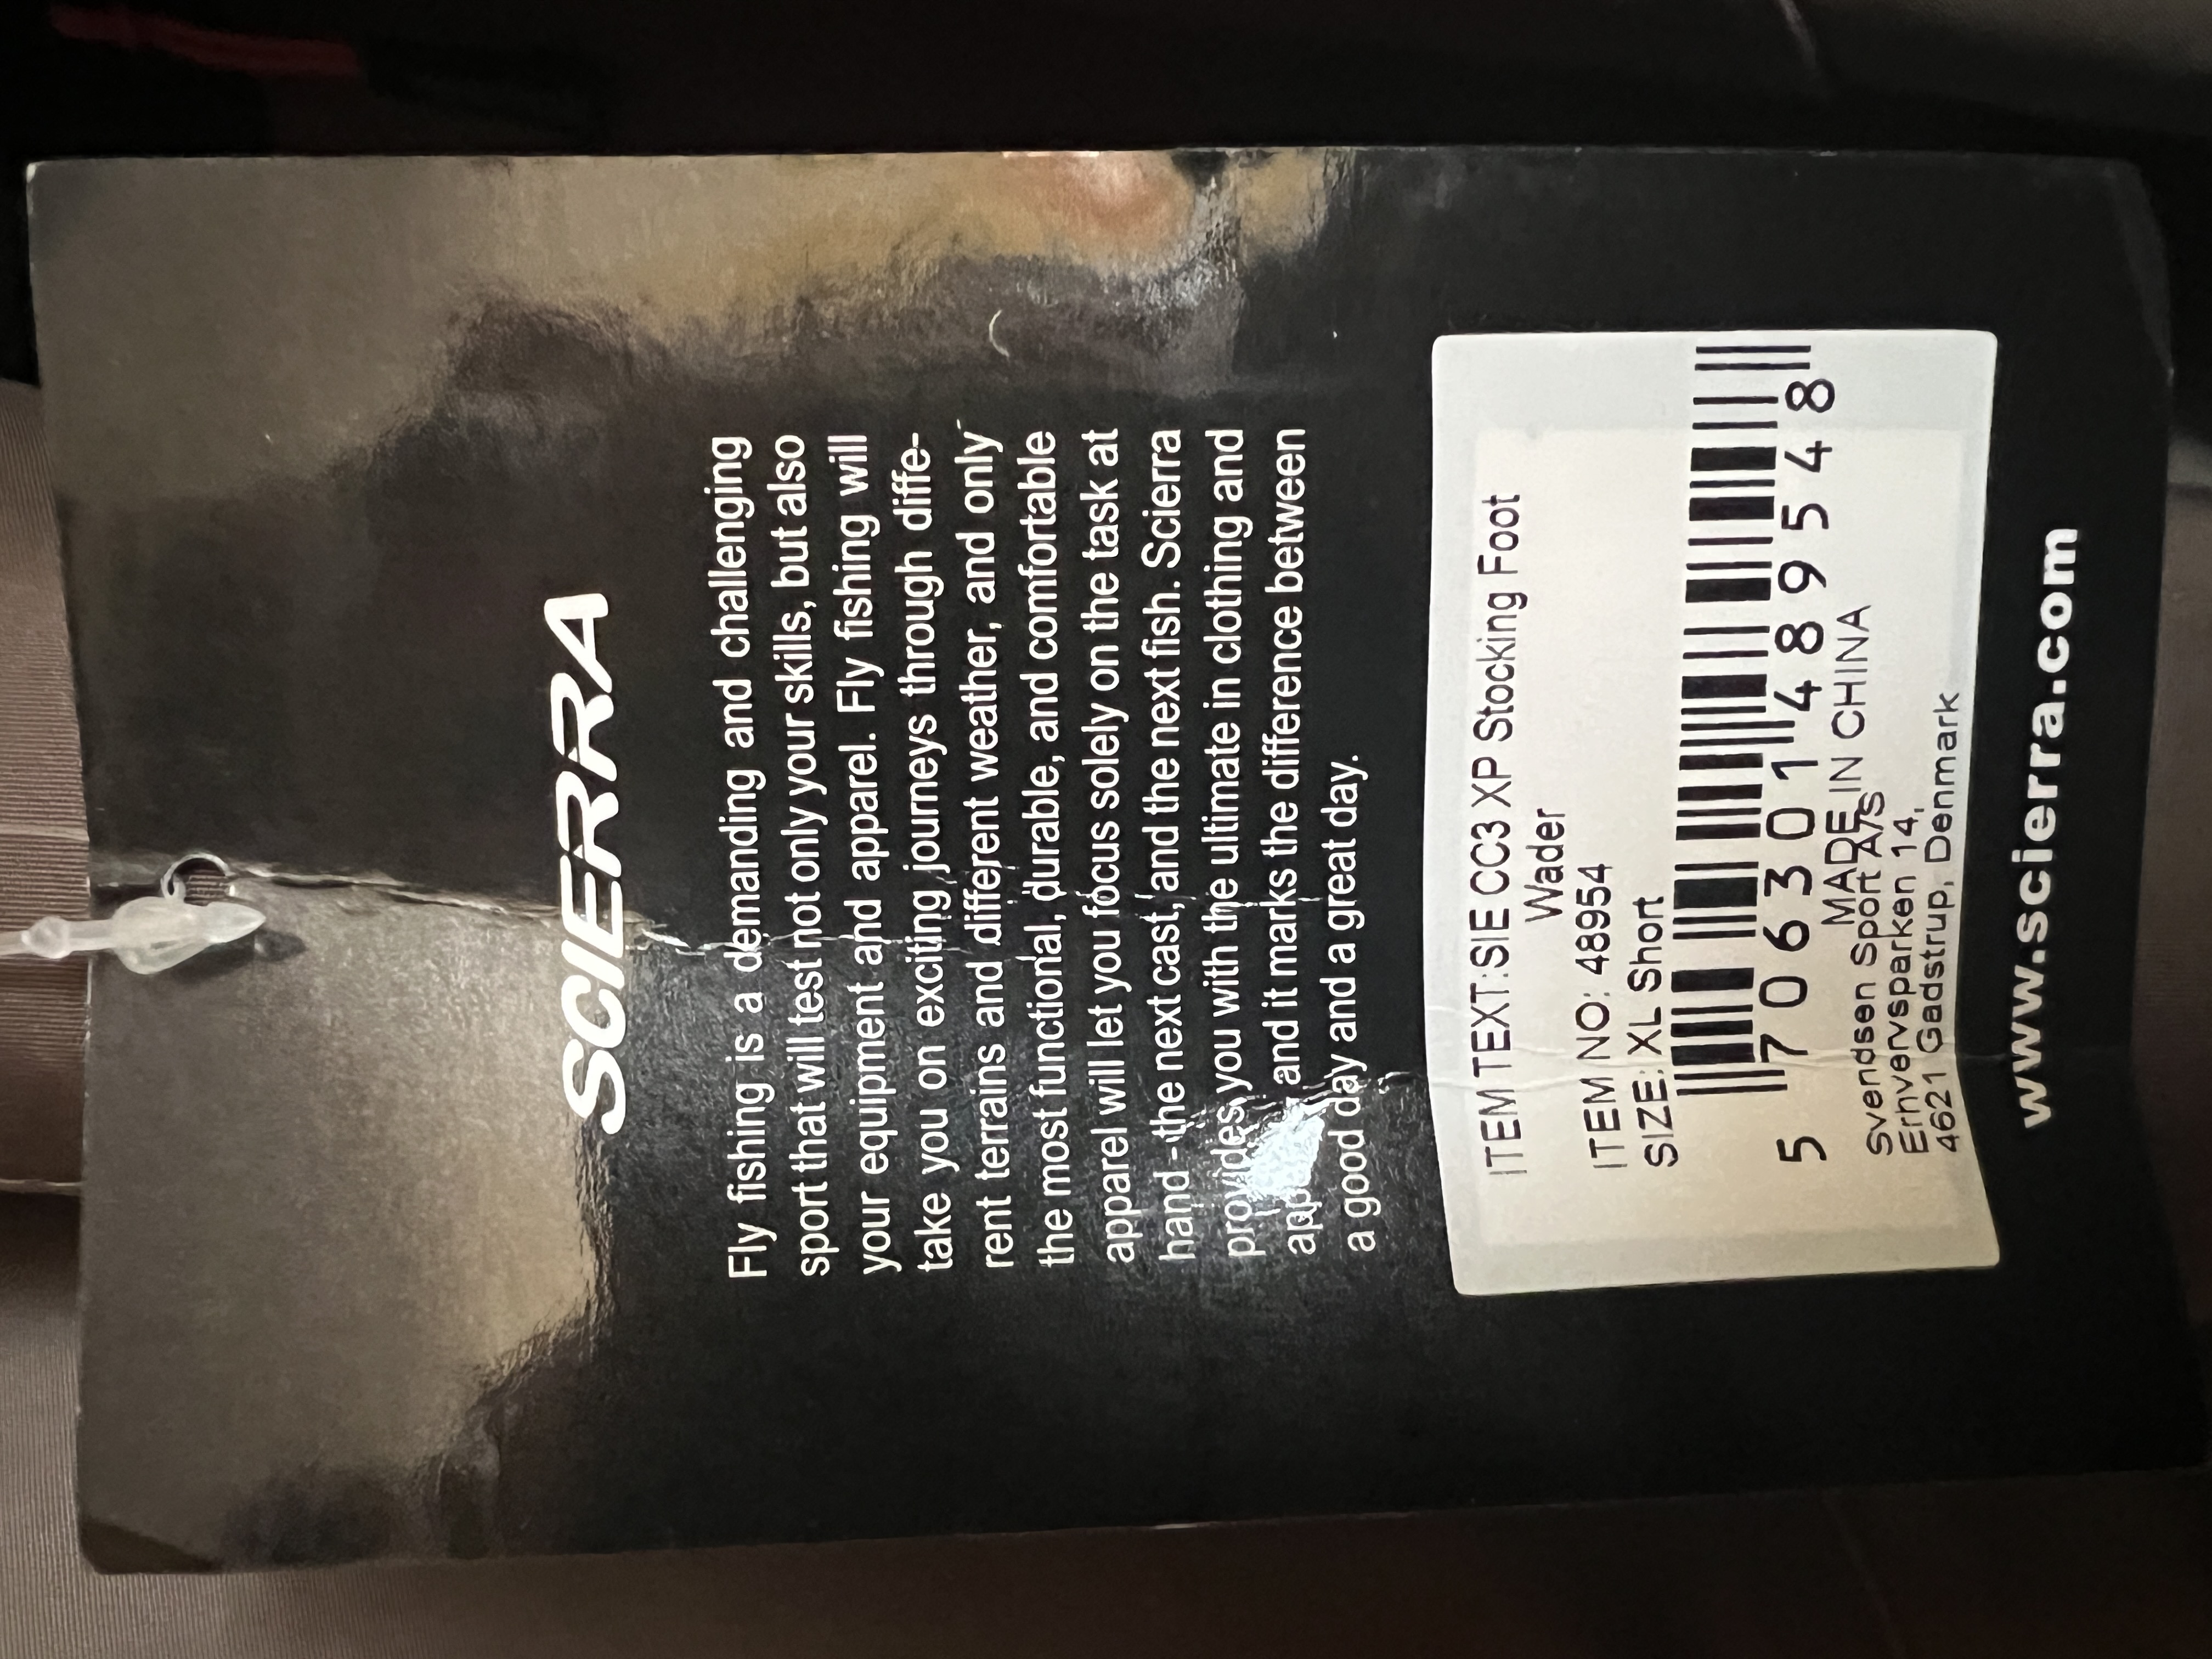 SCIERRA
Fly fishing is a demanding and challenging
sport that will test not only your skills, but also
your equipment and apparel. Fly fishing will
take you on exciting journeys through diffe-
rent terrains and different weather, and only
the most functional, durable, and comfortable
apparel will let you focus solely on the task at
hand - the next cast, and the next fish. Scierra
provides you with the ultimate in clothing and
and it marks the difference between
a good day and a great day.
ITEM TEXT:SIE CC3 XP Stocking Foot
Wader
ITEM NO: 48954
SIZE: XL Short
5 706301 489548
MADE IN CHINA
Svendsen Sport A/S
Erhvervsparken 14,
4621 Gadstrup, Denmark
www.scierra.com